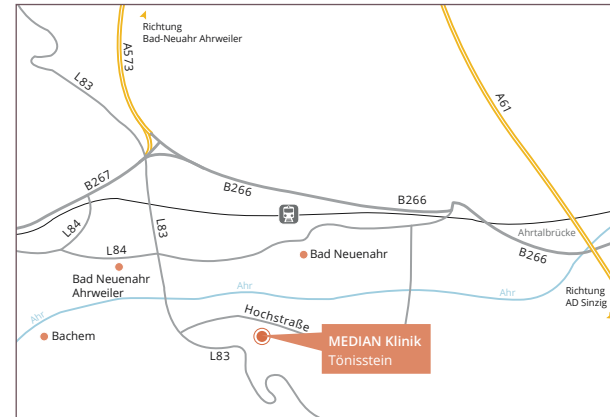 Richtung
Bad-Neuahr Ahrweiler
A573
L83
A61
B267
B266
B266
L84
L83
Ahrtalbrücke
L84
Bad Neuenahr
B266
Bad Neuenahr
Ahrweiler
Ahr
Ahr
Richtung
AD Sinzig
Ahr
Hochstraße
Bachem
MEDIAN Klinik
Tönisstein
L83